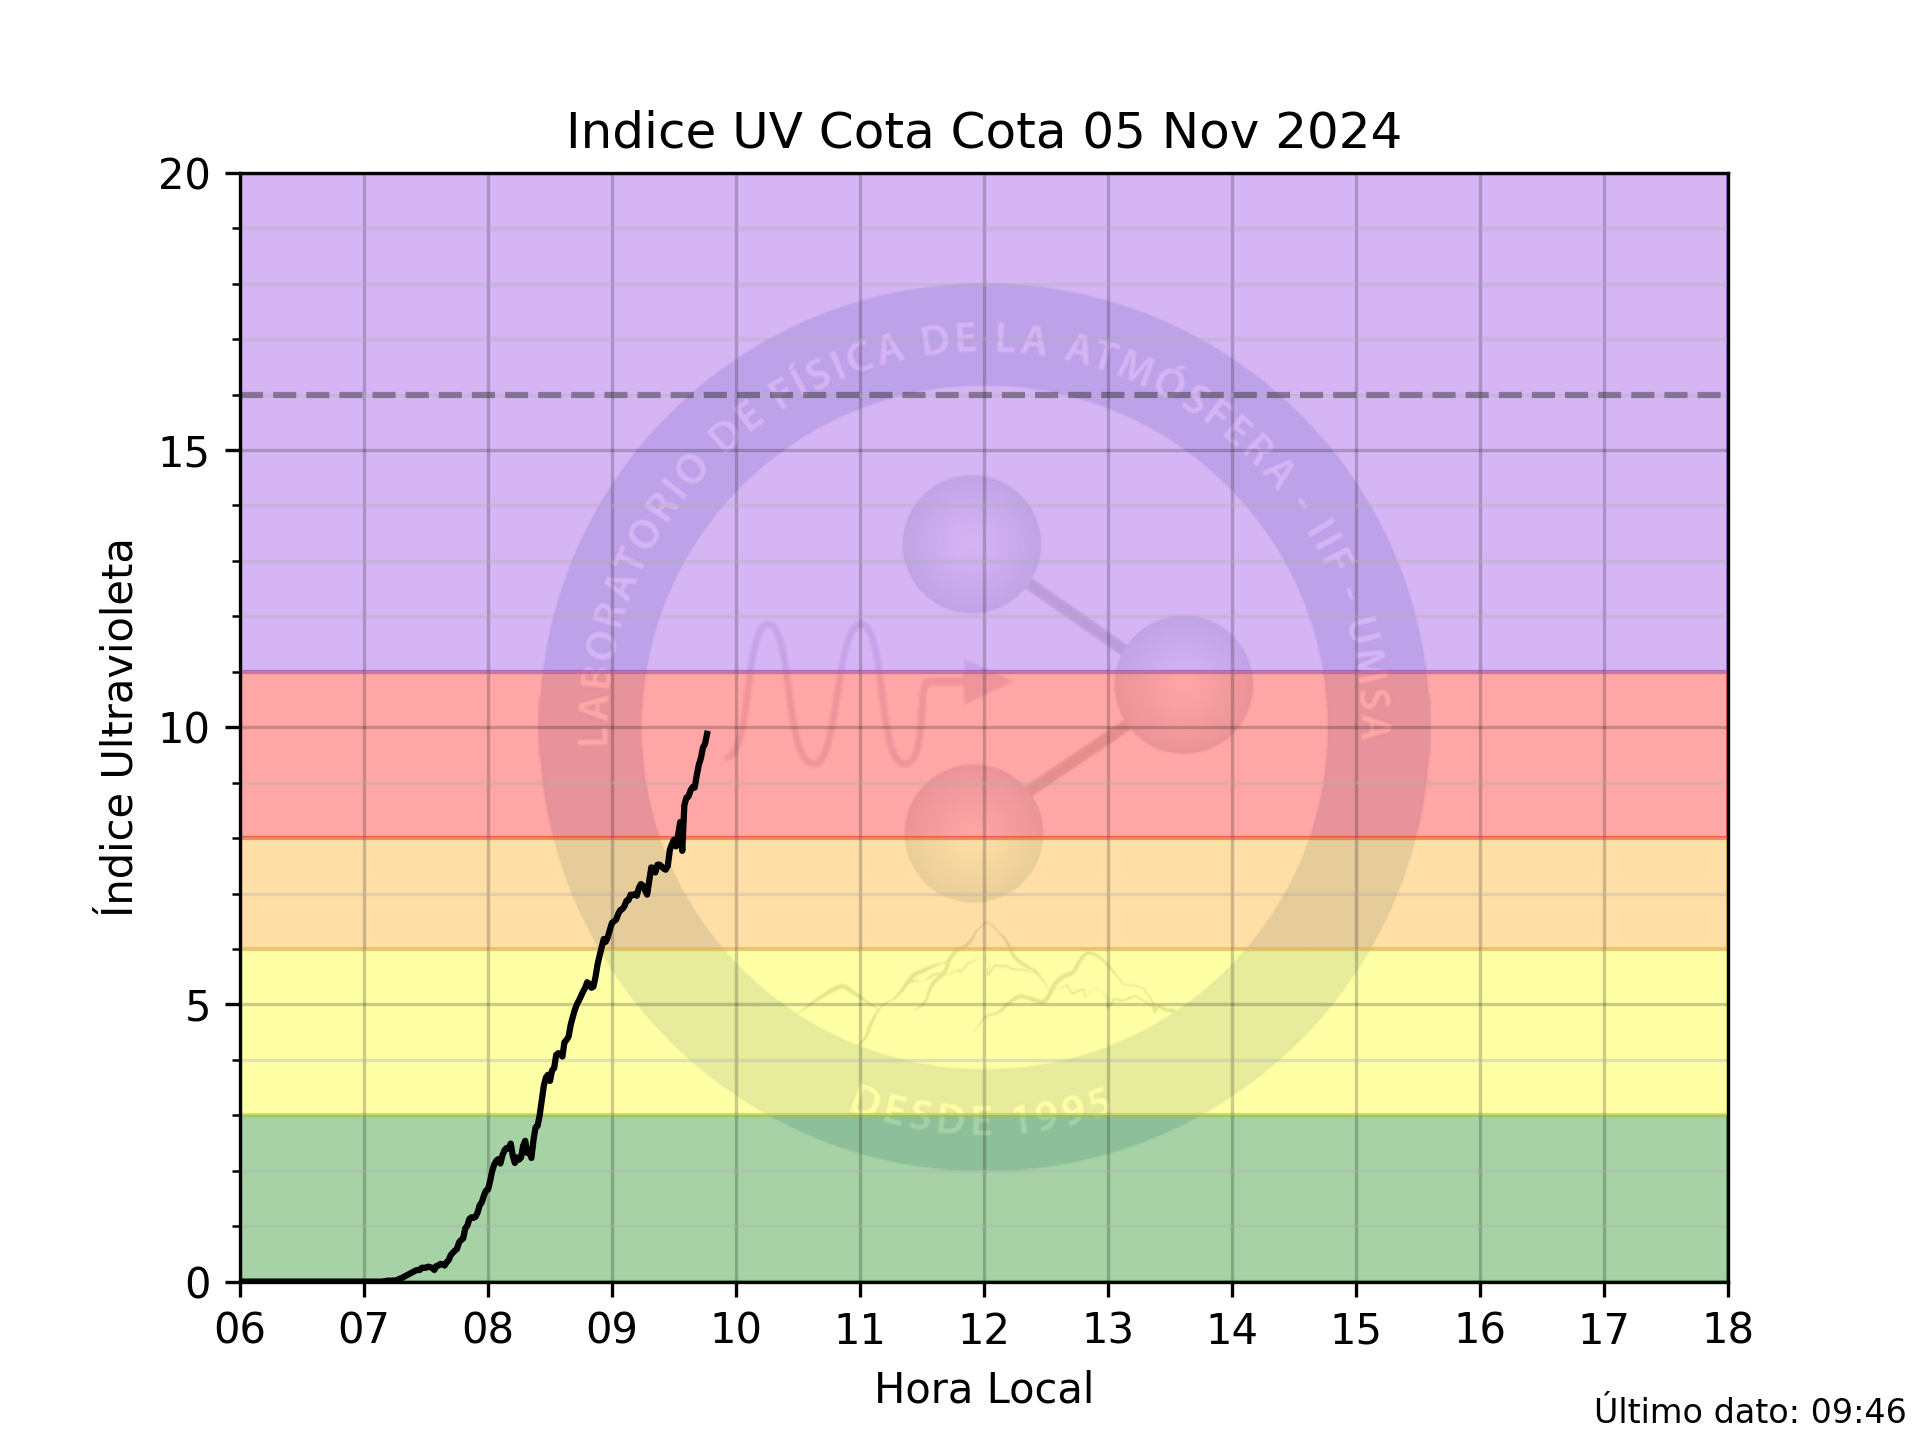 Indice UV Cota Cota 05 Nov 2024
20
15
10
5
0
Índice Ultravioleta
LABORATORIO DE FÍSICA DE LA ATMÓSFERA - IIF - UMSA
DESDE 1995
06 07 08 09 10 11 12 13 14 15 16 17 18
Hora Local
Último dato: 09:46